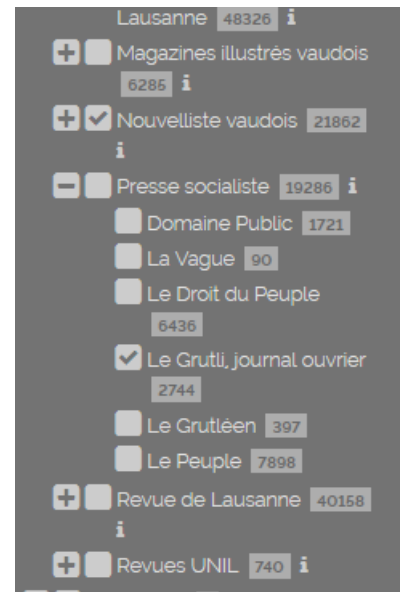 Lausanne 48326 i
Magazines illustrés vaudois
6285 i
Nouvelliste vaudois 21862
i
Presse socialiste 19286 i
Domaine Public 1721
La Vague 90
Le Droit du Peuple
6436
Le Grutli, journal ouvrier
2744
Le Grutléen 397
Le Peuple 7898
Revue de Lausanne 40158
i
Revues UNIL 740 i